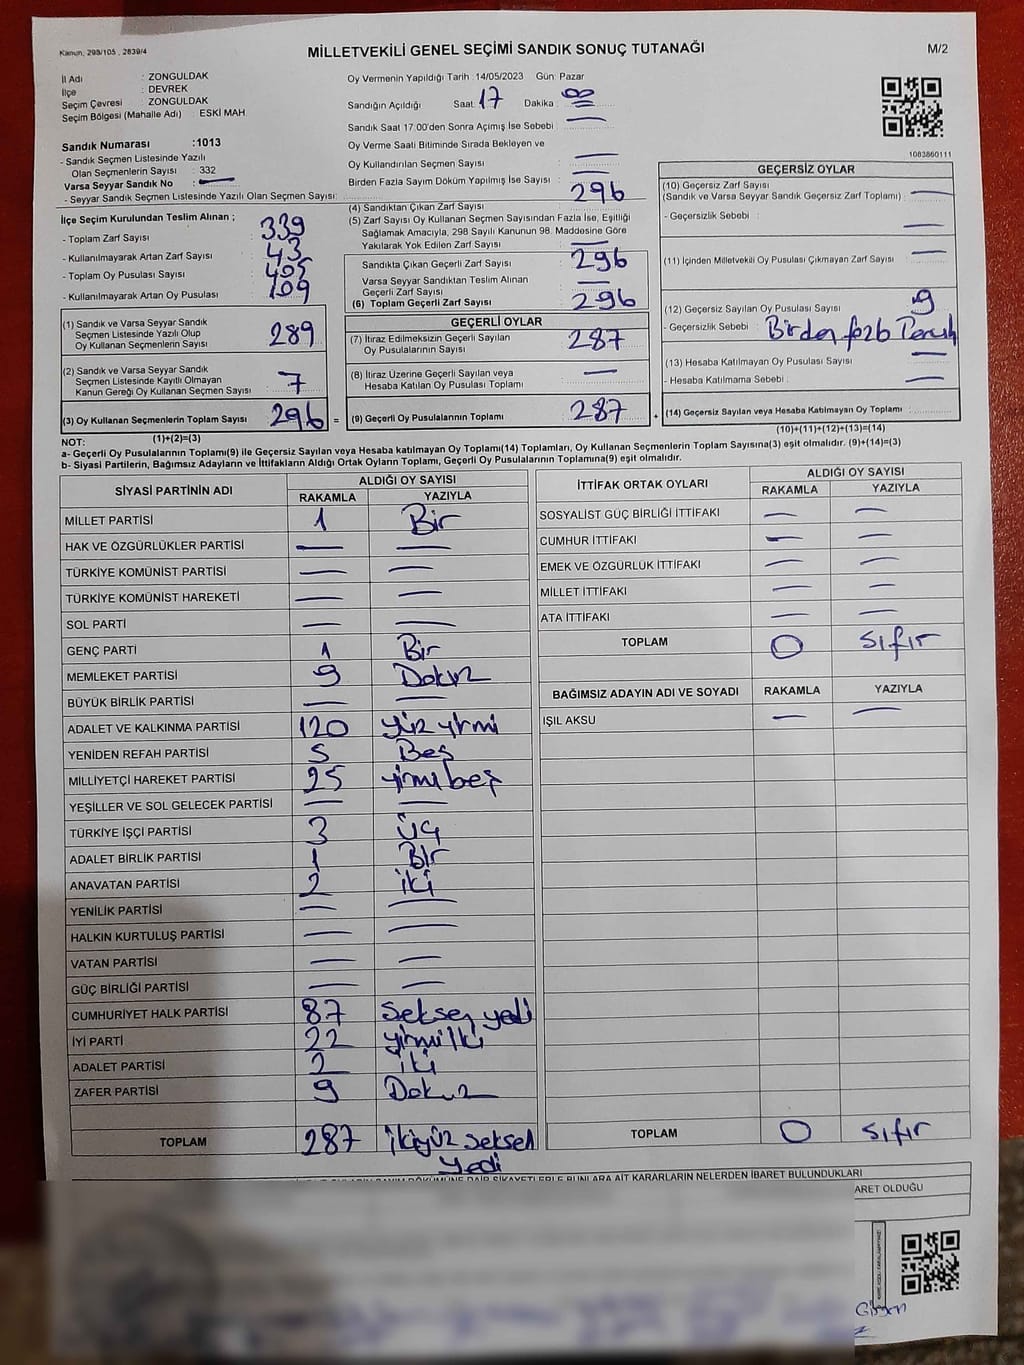 Kanun; 298/105 , 2839/4
MİLLETVEKİLİ GENEL SEÇİMİ SANDIK SONUÇ TUTANAĞI
M/2
İl Adı : ZONGULDAK
İlçe : DEVREK
Seçim Çevresi : ZONGULDAK
Seçim Bölgesi (Mahalle Adı) : ESKİ MAH
Sandık Numarası :1013
- Sandık Seçmen Listesinde Yazılı
Olan Seçmenlerin Sayısı : 332
Varsa Seyyar Sandık No : —
- Seyyar Sandık Seçmen Listesinde Yazılı Olan Seçmen Sayısı:
Oy Vermenin Yapıldığı Tarih : 14/05/2023 Gün: Pazar
Sandığın Açıldığı Saat: 17 Dakika : 00
Sandık Saat 17:00'den Sonra Açılmış İse Sebebi : —
Oy Verme Saati Bitiminde Sırada Bekleyen ve
Oy Kullandırılan Seçmen Sayısı : —
Birden Fazla Sayım Döküm Yapılmış İse Sayısı : —
1083860111
İlçe Seçim Kurulundan Teslim Alınan ;
- Toplam Zarf Sayısı : 339
- Kullanılmayarak Artan Zarf Sayısı : 43
- Toplam Oy Pusulası Sayısı : 405
- Kullanılmayarak Artan Oy Pusulası : 109
(1) Sandık ve Varsa Seyyar Sandık
Seçmen Listesinde Yazılı Olup
Oy Kullanan Seçmenlerin Sayısı : 289
(2) Sandık ve Varsa Seyyar Sandık
Seçmen Listesinde Kayıtlı Olmayan
Kanun Gereği Oy Kullanan Seçmen Sayısı : 7
(3) Oy Kullanan Seçmenlerin Toplam Sayısı : 296 =
(1)+(2)=(3)
(4) Sandıktan Çıkan Zarf Sayısı : 296
(5) Zarf Sayısı Oy Kullanan Seçmen Sayısından Fazla İse, Eşitliği
Sağlamak Amacıyla, 298 Sayılı Kanunun 98. Maddesine Göre
Yakılarak Yok Edilen Zarf Sayısı : —
Sandıkta Çıkan Geçerli Zarf Sayısı : 296
Varsa Seyyar Sandıktan Teslim Alınan
Geçerli Zarf Sayısı : —
(6) Toplam Geçerli Zarf Sayısı : 296
GEÇERLİ OYLAR
(7) İtiraz Edilmeksizin Geçerli Sayılan
Oy Pusulalarının Sayısı : 287
(8) İtiraz Üzerine Geçerli Sayılan veya
Hesaba Katılan Oy Pusulası Toplamı : —
(9) Geçerli Oy Pusulalarının Toplamı : 287 +
GEÇERSİZ OYLAR
(10) Geçersiz Zarf Sayısı
(Sandık ve Varsa Seyyar Sandık Geçersiz Zarf Toplamı) : —
- Geçersizlik Sebebi : —
(11) İçinden Milletvekili Oy Pusulası Çıkmayan Zarf Sayısı : —
(12) Geçersiz Sayılan Oy Pusulası Sayısı : 9
- Geçersizlik Sebebi : Birden fazla
(13) Hesaba Katılmayan Oy Pusulası Sayısı : —
- Hesaba Katılmama Sebebi : —
(14) Geçersiz Sayılan veya Hesaba Katılmayan Oy Toplamı :
(10)+(11)+(12)+(13)=(14)
NOT:
a- Geçerli Oy Pusulalarının Toplamı(9) ile Geçersiz Sayılan veya Hesaba katılmayan Oy Toplamı(14) Toplamları, Oy Kullanan Seçmenlerin Toplam Sayısına(3) eşit olmalıdır. (9)+(14)=(3)
b- Siyasi Partilerin, Bağımsız Adayların ve İttifakların Aldığı Ortak Oyların Toplamı, Geçerli Oy Pusulalarının Toplamına(9) eşit olmalıdır.
SİYASİ PARTİNİN ADI ALDIĞI OY SAYISI
RAKAMLA YAZIYLA
MİLLET PARTİSİ 1 Bir
HAK VE ÖZGÜRLÜKLER PARTİSİ — —
TÜRKİYE KOMÜNİST PARTİSİ — —
TÜRKİYE KOMÜNİST HAREKETİ — —
SOL PARTİ — —
GENÇ PARTİ 1 Bir
MEMLEKET PARTİSİ 9 Dokuz
BÜYÜK BİRLİK PARTİSİ — —
ADALET VE KALKINMA PARTİSİ 120 yüz yirmi
YENİDEN REFAH PARTİSİ 5 Beş
MİLLİYETÇİ HAREKET PARTİSİ 25 yirmi beş
YEŞİLLER VE SOL GELECEK PARTİSİ — —
TÜRKİYE İŞÇİ PARTİSİ 3 üç
ADALET BİRLİK PARTİSİ 1 Bir
ANAVATAN PARTİSİ 2 iki
YENİLİK PARTİSİ — —
HALKIN KURTULUŞ PARTİSİ — —
VATAN PARTİSİ — —
GÜÇ BİRLİĞİ PARTİSİ — —
CUMHURİYET HALK PARTİSİ 87 Seksen yedi
İYİ PARTİ 22 yirmi iki
ADALET PARTİSİ 2 iki
ZAFER PARTİSİ 9 Dokuz
TOPLAM 287 ikiyüz seksen
yedi
İTTİFAK ORTAK OYLARI ALDIĞI OY SAYISI
RAKAMLA YAZIYLA
SOSYALİST GÜÇ BİRLİĞİ İTTİFAKI — —
CUMHUR İTTİFAKI — —
EMEK VE ÖZGÜRLÜK İTTİFAKI — —
MİLLET İTTİFAKI — —
ATA İTTİFAKI — —
TOPLAM 0 sıfır
BAĞIMSIZ ADAYIN ADI VE SOYADI RAKAMLA YAZIYLA
IŞIL AKSU — —
TOPLAM 0 sıfır
DÖKÜMÜNE DAİR ŞİKAYETLERLE BUNLARA AİT KARARLARIN NELERDEN İBARET BULUNDUKLARI
ARET OLDUĞU